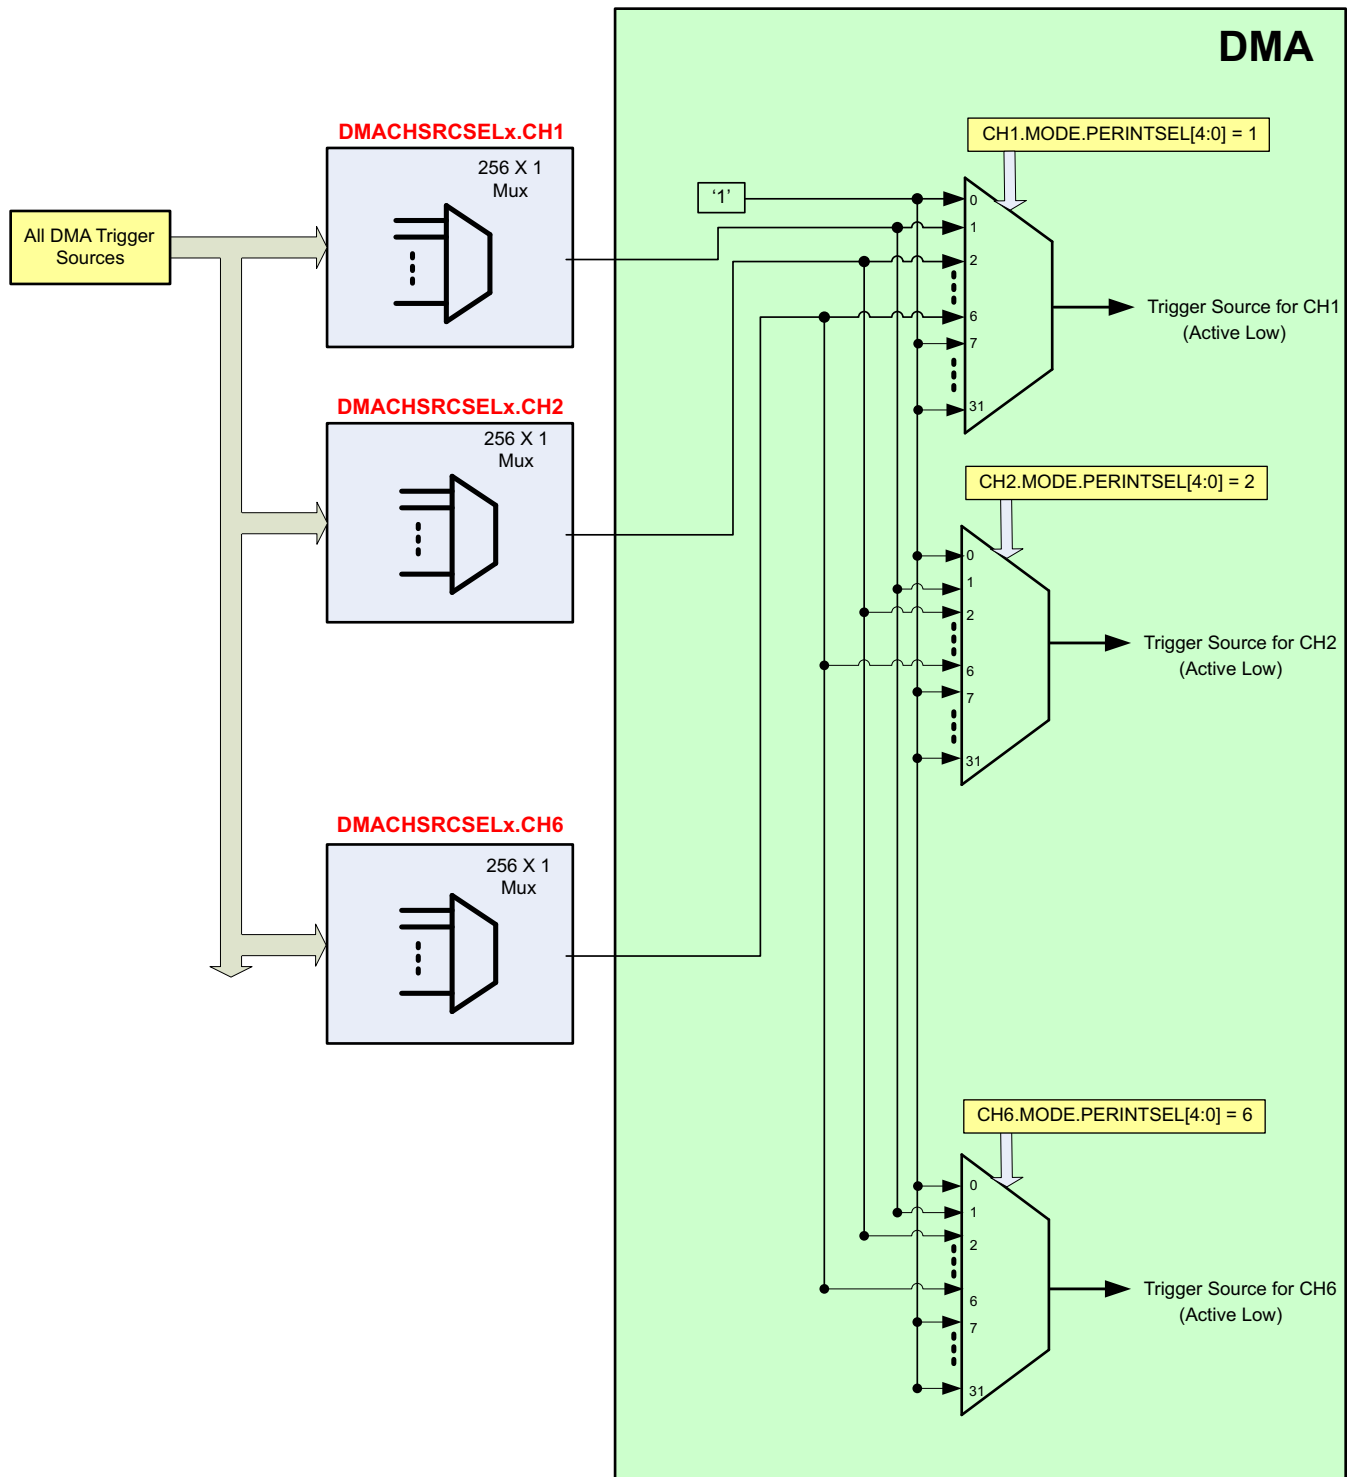 DMA
DMACHSRCSELx.CH1
256 X 1
Mux
All DMA Trigger
Sources
CH1.MODE.PERINTSEL[4:0] = 1
'1'
0
1
2
6
7
31
Trigger Source for CH1
(Active Low)
DMACHSRCSELx.CH2
256 X 1
Mux
CH2.MODE.PERINTSEL[4:0] = 2
0
1
2
6
7
31
Trigger Source for CH2
(Active Low)
DMACHSRCSELx.CH6
256 X 1
Mux
CH6.MODE.PERINTSEL[4:0] = 6
0
1
2
6
7
31
Trigger Source for CH6
(Active Low)